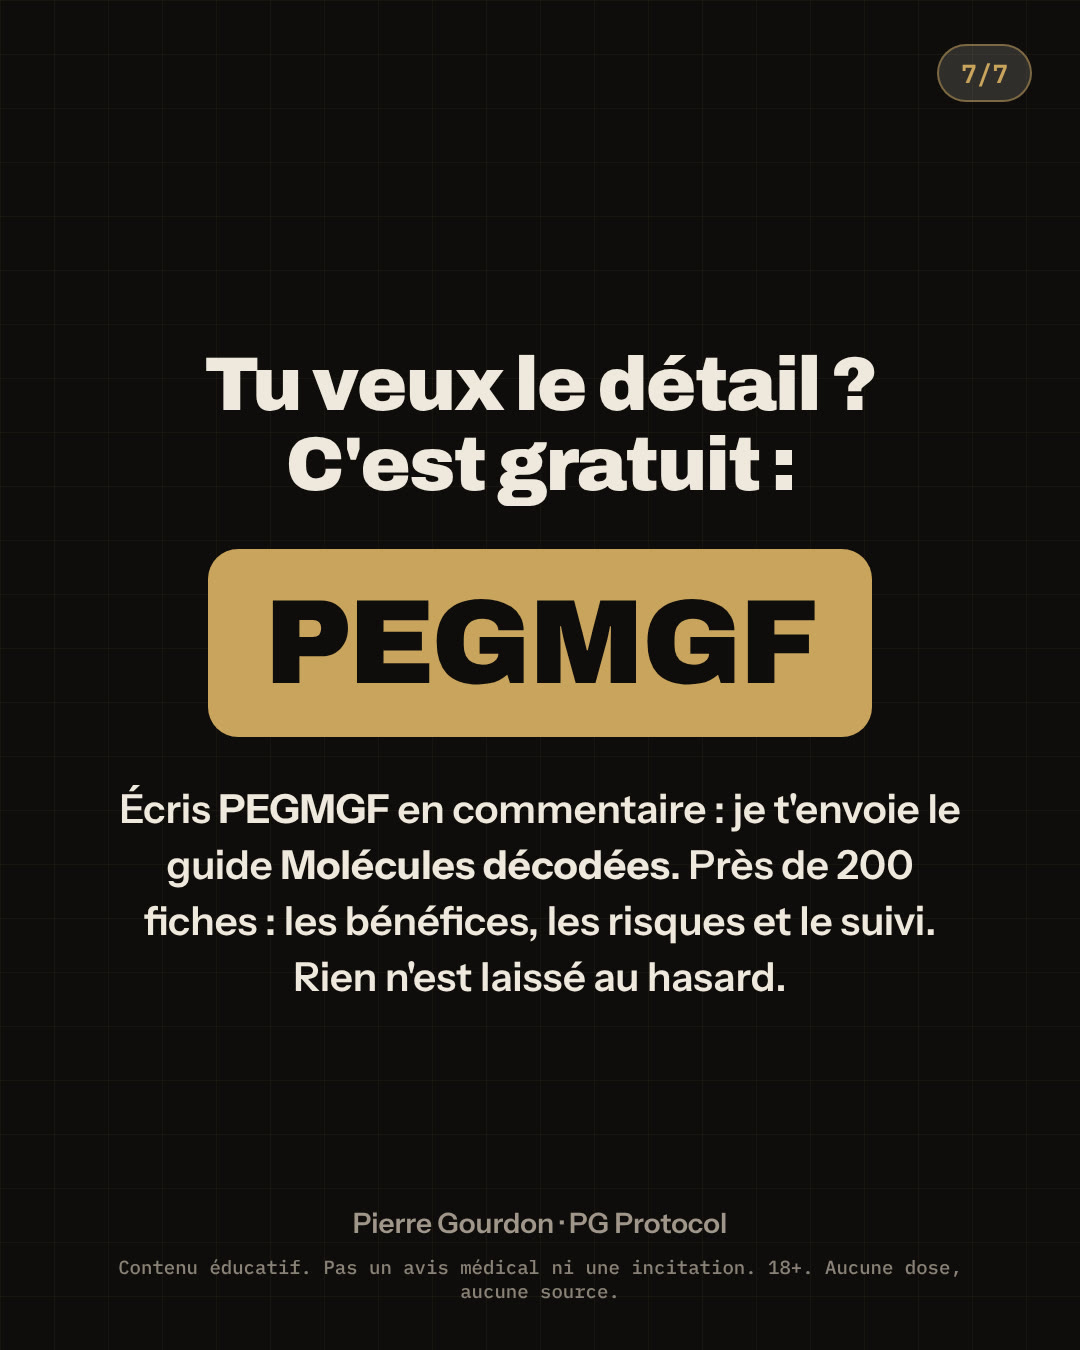 7/7
Tu veux le détail ?
C'est gratuit :
PEGMGF
Écris PEGMGF en commentaire : je t'envoie le
guide Molécules décodées. Près de 200
fiches : les bénéfices, les risques et le suivi.
Rien n'est laissé au hasard.
Pierre Gourdon · PG Protocol
Contenu éducatif. Pas un avis médical ni une incitation. 18+. Aucune dose,
aucune source.